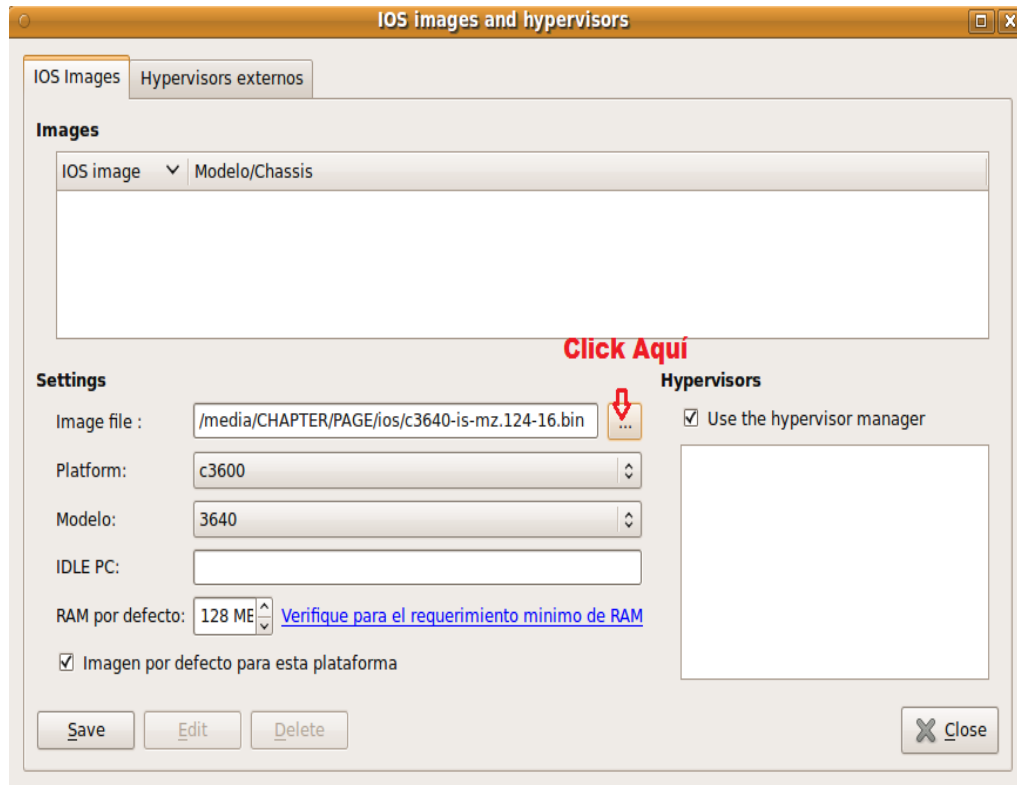 IOS images and hypervisors
IOS Images Hypervisors externos
Images
IOS image Modelo/Chassis
Click Aquí
Settings Hypervisors
Image file : /media/CHAPTER/PAGE/ios/c3640-is-mz.124-16.bin ... Use the hypervisor manager
Platform: c3600
Modelo: 3640
IDLE PC:
RAM por defecto: 128 ME Verifique para el requerimiento minimo de RAM
Imagen por defecto para esta plataforma
Save Edit Delete Close